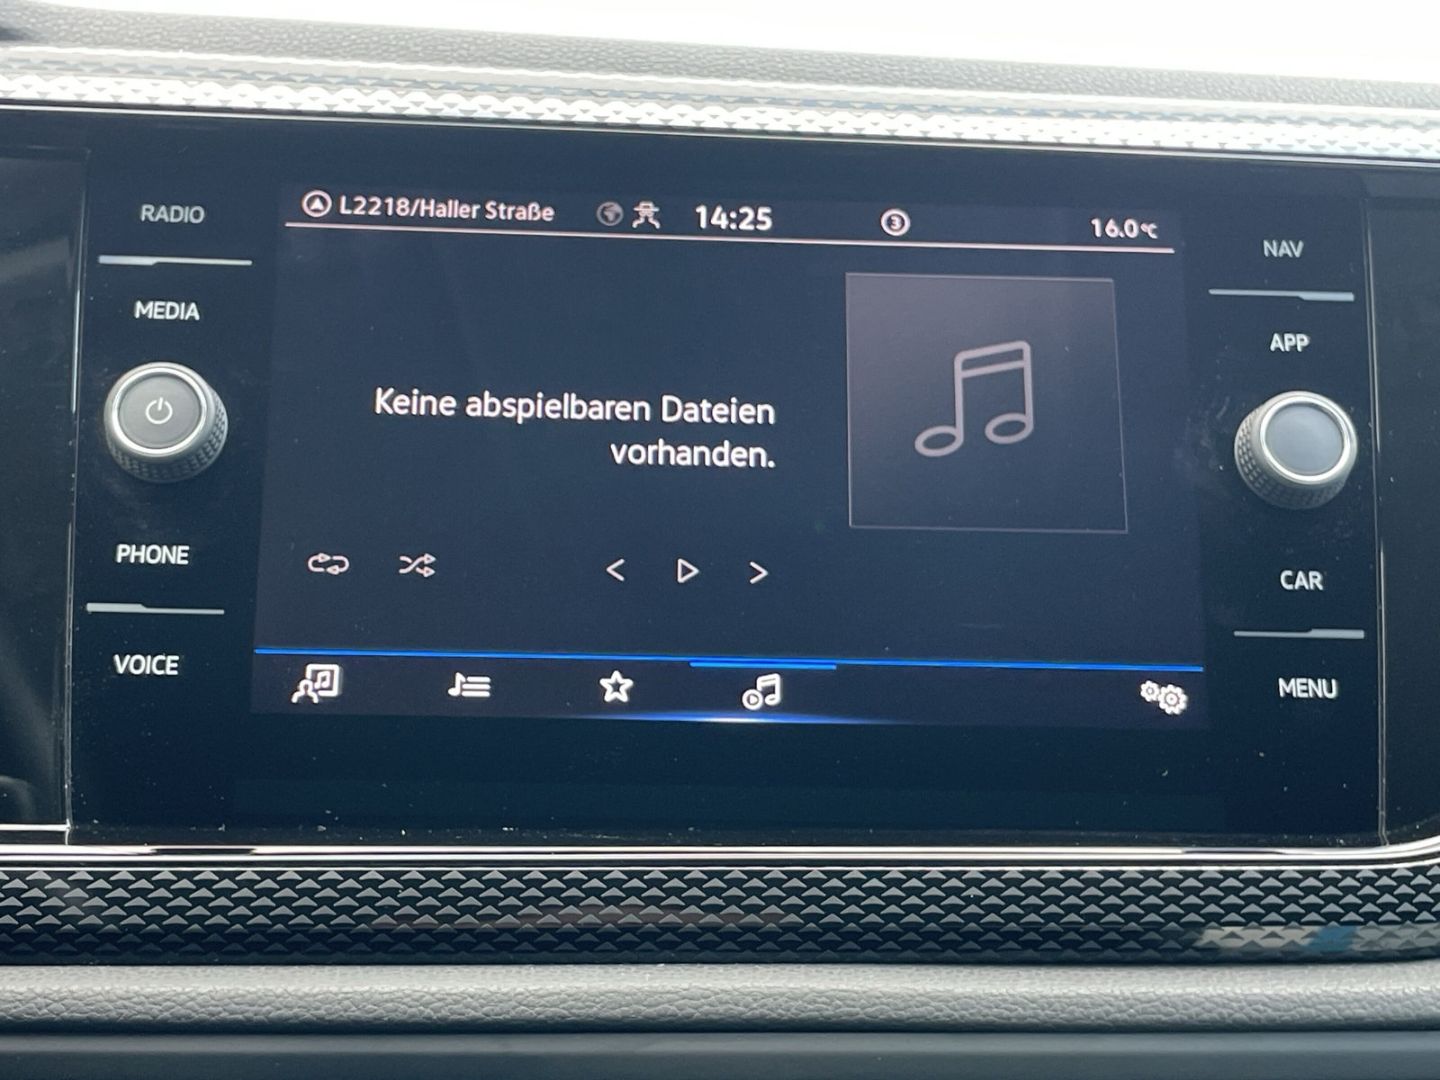 RADIO
MEDIA
PHONE
VOICE
L2218/Haller Straße
14:25
3
16.0°C
Keine abspielbaren Dateien
vorhanden.
NAV
APP
CAR
MENU